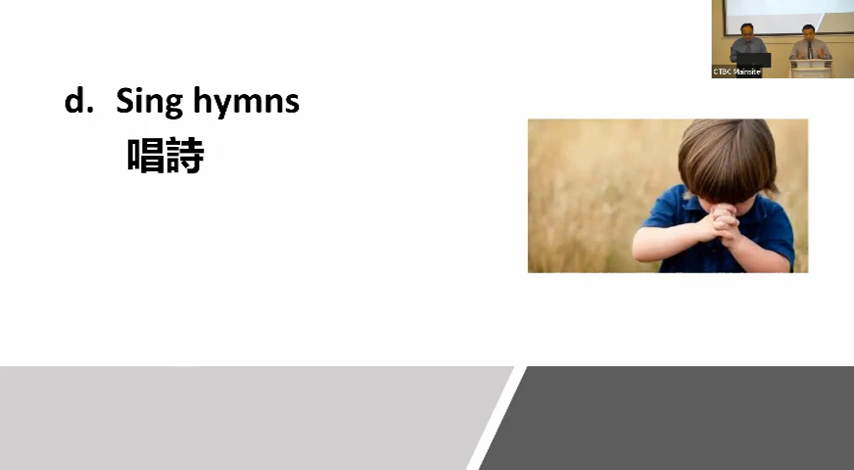 d. Sing hymns
唱詩
CTBC Mainsite